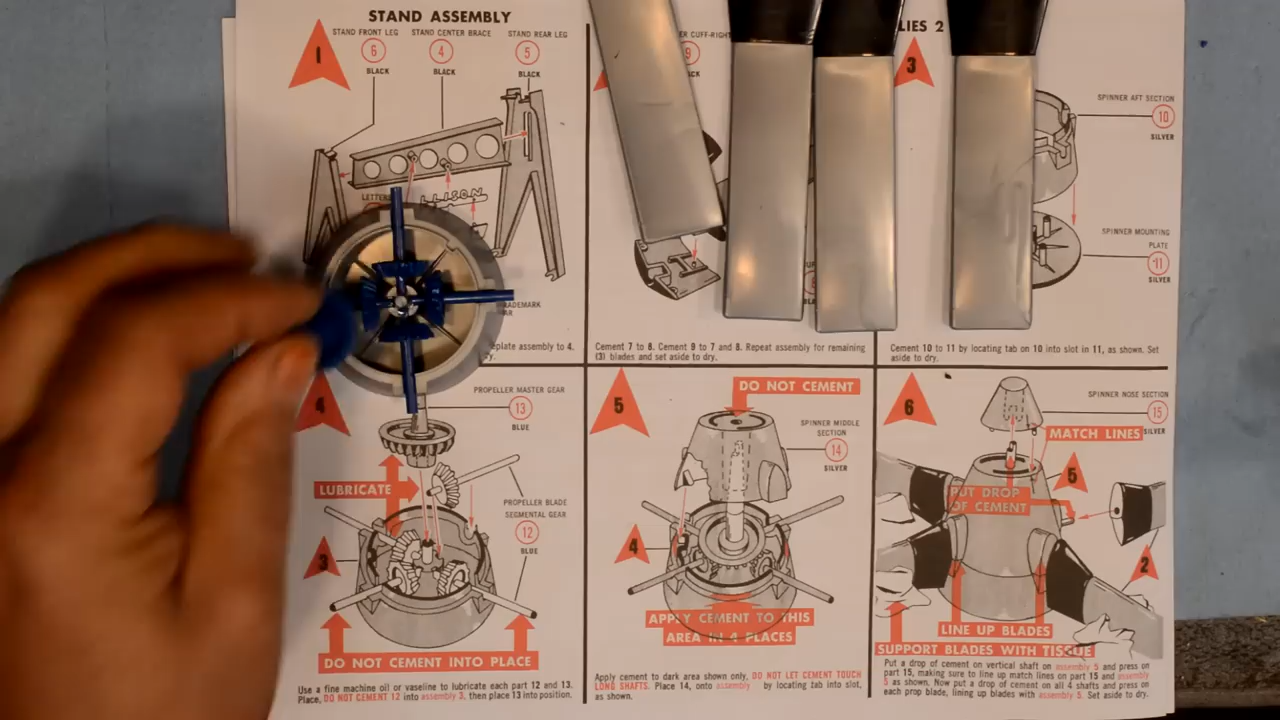 STAND ASSEMBLY
LIES 2
1
STAND FRONT LEG
6
BLACK
STAND CENTER BRACE
4
BLACK
STAND REAR LEG
5
BLACK
ER CUFF-RIGHT
9
3
SPINNER AFT SECTION
10
SILVER
SPINNER MOUNTING
PLATE
11
SILVER
ADEMARK
eplate assembly to 4.
Cement 7 to 8. Cement 9 to 7 and 8. Repeat assembly for remaining
(3) blades and set aside to dry.
Cement 10 to 11 by locating tab on 10 into slot in 11, as shown. Set
aside to dry.
4
PROPELLER MASTER GEAR
13
BLUE
LUBRICATE
PROPELLER BLADE
SEGMENTAL GEAR
12
BLUE
3
DO NOT CEMENT INTO PLACE
Use a fine machine oil or vaseline to lubricate each part 12 and 13.
Place, DO NOT CEMENT 12 into assembly 3, then place 13 into position.
5
DO NOT CEMENT
SPINNER MIDDLE
SECTION
14
SILVER
4
APPLY CEMENT TO THIS
AREA IN 4 PLACES
Apply cement to dark area shown only, DO NOT LET CEMENT TOUCH
LONG SHAFTS. Place 14, onto assembly by locating tab into slot,
as shown.
6
SPINNER NOSE SECTION
15
SILVER
MATCH LINES
5
PUT DROP
OF CEMENT
2
LINE UP BLADES
SUPPORT BLADES WITH TISSUE
Put a drop of cement on vertical shaft on assembly 5 and press on
part 15, making sure to line up match lines on part 15 and assembly
5 as shown. Now put a drop of cement on all 4 shafts and press on
each prop blade, lining up blades with assembly 5. Set aside to dry.